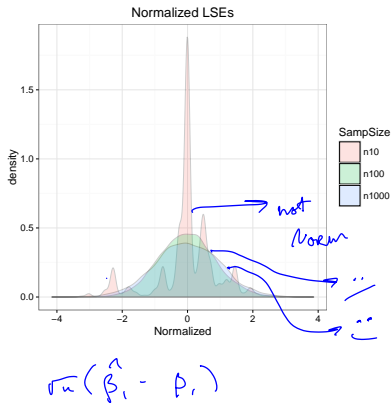 Normalized LSEs
1.5
1.0
0.5
0.0
density
−4
−2
0
2
4
Normalized
SampSize
n10
n100
n1000
not
Norm
√n(β̂₁ - β₁)